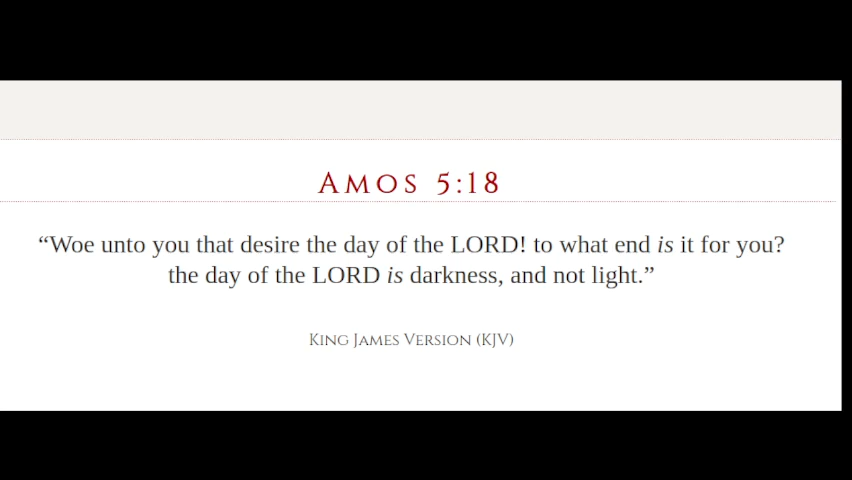 Amos 5:18
“Woe unto you that desire the day of the LORD! to what end is it for you?
the day of the LORD is darkness, and not light.”
King James Version (KJV)